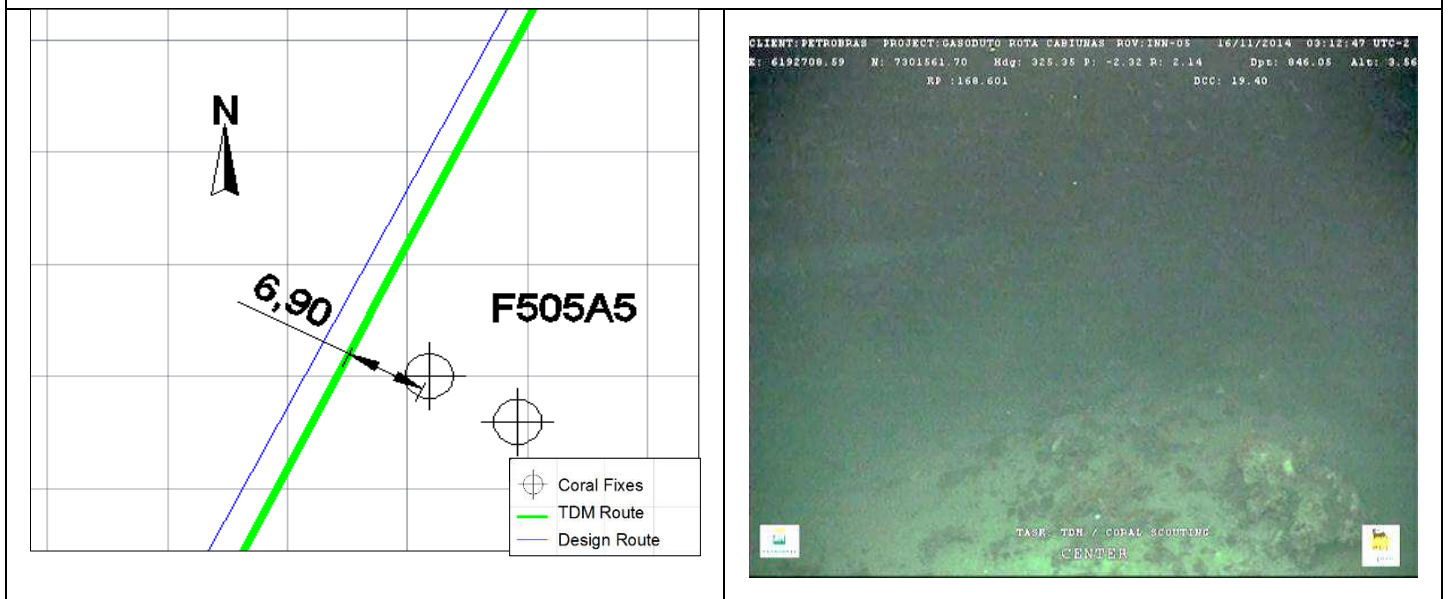 N
6,90
F505A5
Coral Fixes
TDM Route
Design Route
CLIENT:PETROBRAS PROJECT:GASODUTO ROTA CABIUNAS ROV:INN-05 16/11/2014 03:12:47 UTC-2
E: 6192708.59 N: 7301561.70 Hdg: 325.35 P: -2.32 R: 2.14 Dpt: 846.05 Alt: 3.56
RP :168.601 DCC: 19.40
TASK: TDM / CORAL SCOUTING
CENTER